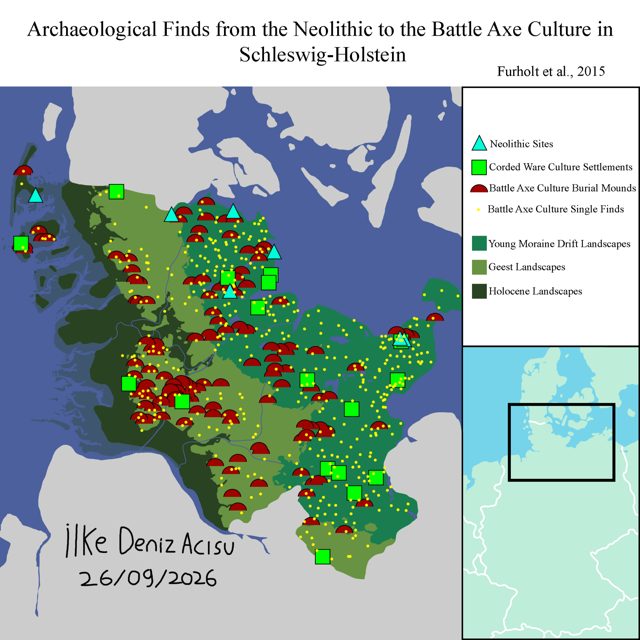 Archaeological Finds from the Neolithic to the Battle Axe Culture in
Schleswig-Holstein
Furholt et al., 2015
Neolithic Sites
Corded Ware Culture Settlements
Battle Axe Culture Burial Mounds
Battle Axe Culture Single Finds
Young Moraine Drift Landscapes
Geest Landscapes
Holocene Landscapes
İlke Deniz Acısu
26/09/2026